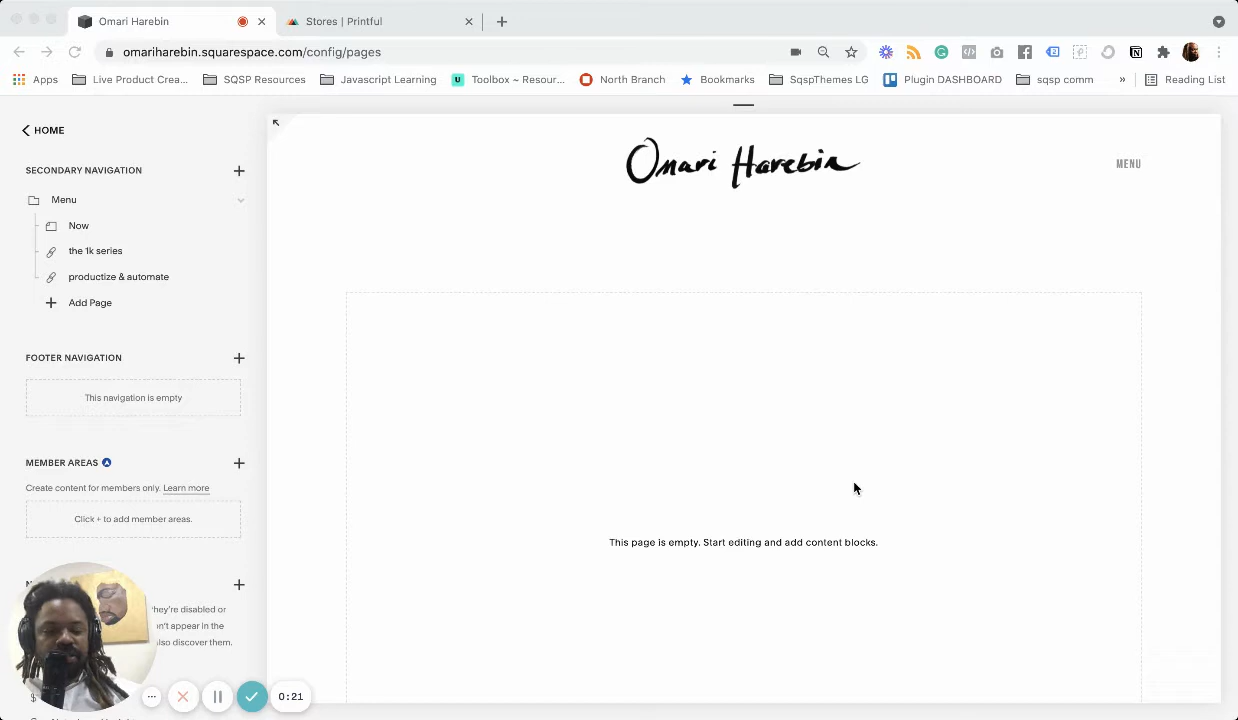 Omari Harebin
Stores | Printful
omariharebin.squarespace.com/config/pages
Apps
Live Product Crea...
SQSP Resources
Javascript Learning
Toolbox ~ Resour...
North Branch
Bookmarks
SqspThemes LG
Plugin DASHBOARD
sqsp comm
»
Reading List
HOME
SECONDARY NAVIGATION
Menu
Now
the 1k series
productize & automate
Add Page
FOOTER NAVIGATION
This navigation is empty
MEMBER AREAS
Create content for members only. Learn more
Click + to add member areas.
hey're disabled or
on't appear in the
lso discover them.
0:21
Omari Harebin
MENU
This page is empty. Start editing and add content blocks.